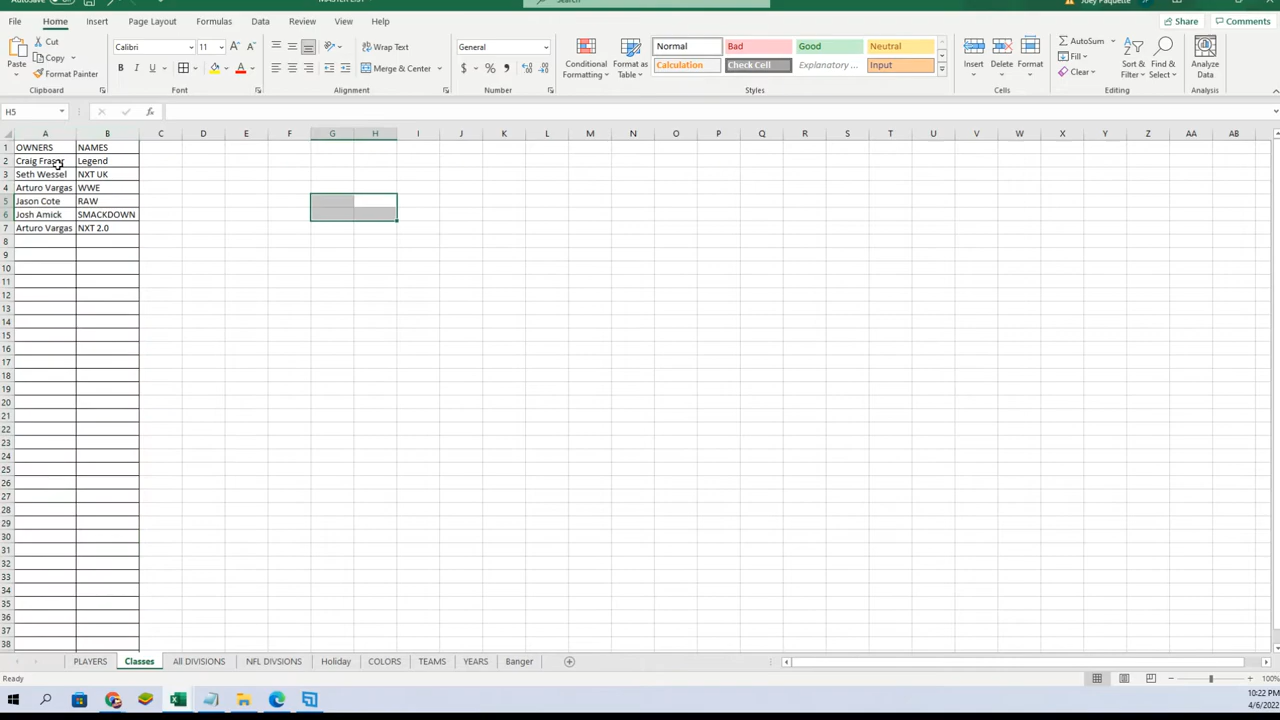 File Home Insert Page Layout Formulas Data Review View Help Share Comments
Cut
Copy
Format Painter
Paste
Calibri 11
Wrap Text
Merge & Center
General
Conditional Formatting
Format as Table
Normal Bad Good Neutral
Calculation Check Cell Explanatory ... Input
Insert Delete Format
AutoSum
Fill
Clear
Sort & Filter
Find & Select
Analyze Data
Clipboard Font Alignment Number Styles Cells Editing Analysis
H5
A B C D E F G H I J K L M N O P Q R S T U V W X Y Z AA AB
1 OWNERS NAMES
2 Craig Fraser Legend
3 Seth Wessel NXT UK
4 Arturo Vargas WWE
5 Jason Cote RAW
6 Josh Amick SMACKDOWN
7 Arturo Vargas NXT 2.0
8
9
10
11
12
13
14
15
16
17
18
19
20
21
22
23
24
25
26
27
28
29
30
31
32
33
34
35
36
37
38
PLAYERS Classes All DIVISIONS NFL DIVSIONS Holiday COLORS TEAMS YEARS Banger
Ready 100%
10:22 PM
4/6/2022